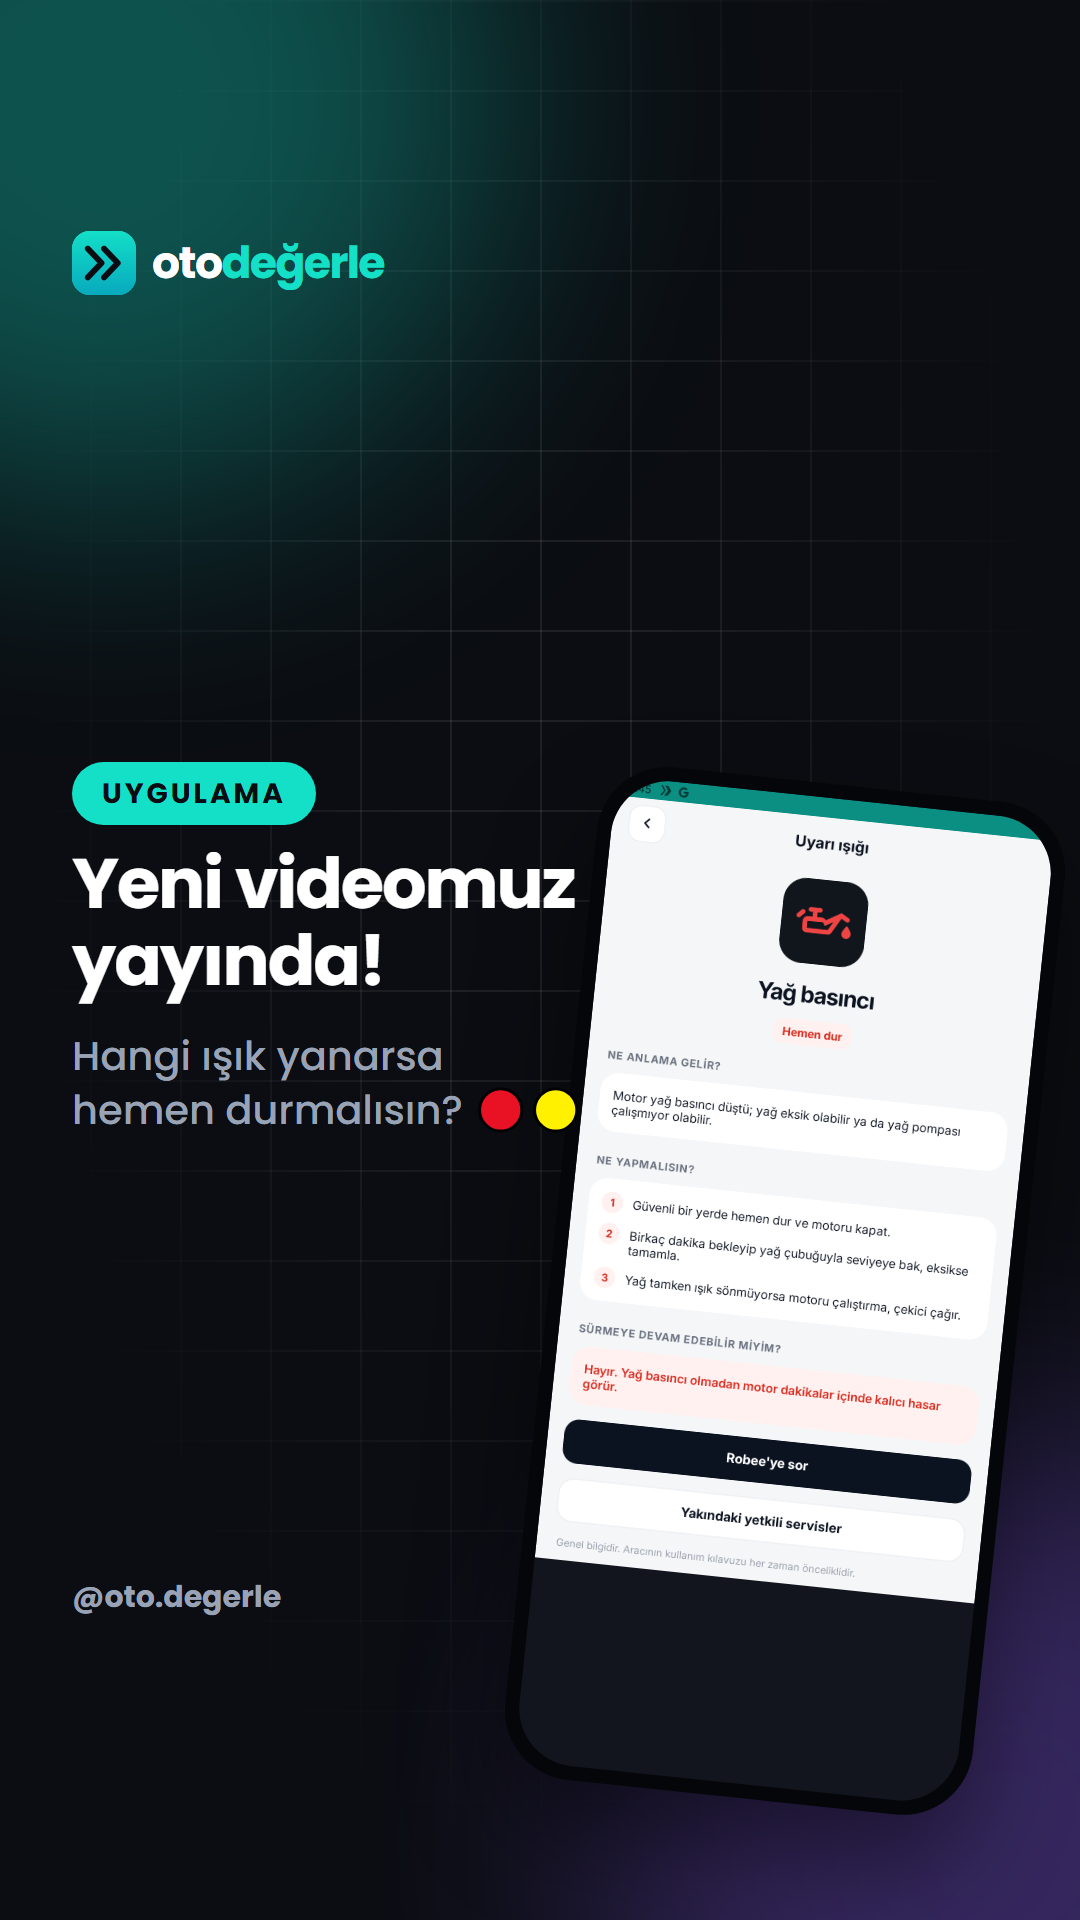 otodeğerle
UYGULAMA
Yeni videomuz
yayında!
Hangi ışık yanarsa
hemen durmalısın?
@oto.degerle
G
Uyarı ışığı
Yağ basıncı
Hemen dur
NE ANLAMA GELİR?
Motor yağ basıncı düştü; yağ eksik olabilir ya da yağ pompası
çalışmıyor olabilir.
NE YAPMALISIN?
1 Güvenli bir yerde hemen dur ve motoru kapat.
2 Birkaç dakika bekleyip yağ çubuğuyla seviyeye bak, eksikse
tamamla.
3 Yağ tamken ışık sönmüyorsa motoru çalıştırma, çekici çağır.
SÜRMEYE DEVAM EDEBİLİR MİYİM?
Hayır. Yağ basıncı olmadan motor dakikalar içinde kalıcı hasar
görür.
Robee'ye sor
Yakındaki yetkili servisler
Genel bilgidir. Aracının kullanım kılavuzu her zaman önceliklidir.